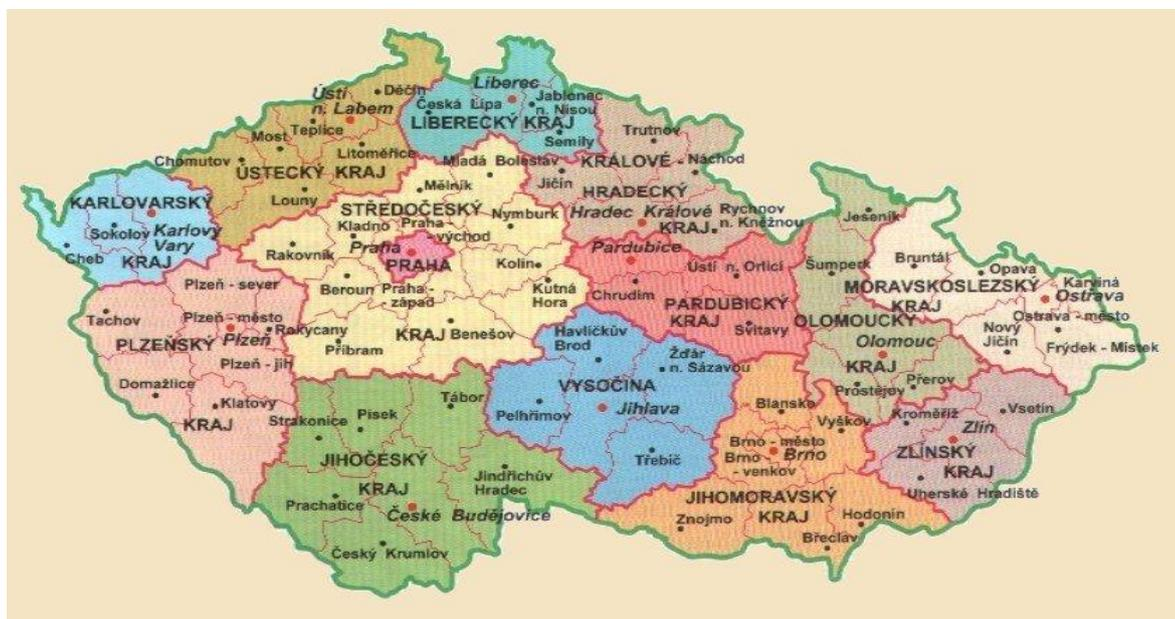 Liberec
Děčín
Ústí
n. Labem
Česká Lípa
Jablonec
n. Nisou
LIBERECKÝ KRAJ
Teplice
Semily
Most
Trutnov
Litoměřice
Chomutov
Mladá Boleslav
KRÁLOVÉ -
Náchod
ÚSTECKÝ KRAJ
Jičín
Mělník
HRADECKÝ
Louny
KARLOVARSKÝ
STŘEDOČESKÝ
Nymburk
Hradec Králové
Rychnov
n. Kněžnou
Jeseník
Sokolov
Karlovy
Vary
Kladno
Praha -
východ
KRAJ
Cheb
KRAJ
Rakovník
Praha
PRAHA
Pardubice
Kolín
Ústí n. Orlicí
Šumperk
Bruntál
Opava
Plzeň - sever
Beroun
Praha -
západ
Kutná
Hora
Chrudim
MORAVSKOSLEZSKÝ
KRAJ
Karviná
Ostrava
Tachov
Plzeň - město
PARDUBICKÝ
KRAJ
Ostrava - město
Plzeň
Rokycany
KRAJ
Benešov
Havlíčkův
Brod
Svitavy
OLOMOUCKÝ
Nový
Jičín
PLZEŇSKÝ
Příbram
Olomouc
Frýdek - Místek
Plzeň - jih
Žďár
n. Sázavou
KRAJ
Domažlice
VYSOČINA
Prostějov
Přerov
Klatovy
Tábor
Pelhřimov
Jihlava
Blansko
Kroměříž
Vsetín
KRAJ
Strakonice
Písek
Vyškov
Zlín
JIHOČESKÝ
Třebíč
Brno - město
Brno
- venkov
Brno
ZLÍNSKÝ
KRAJ
Jindřichův
Hradec
KRAJ
Uherské Hradiště
Prachatice
České Budějovice
JIHOMORAVSKÝ
KRAJ
Znojmo
Hodonín
Český Krumlov
Břeclav